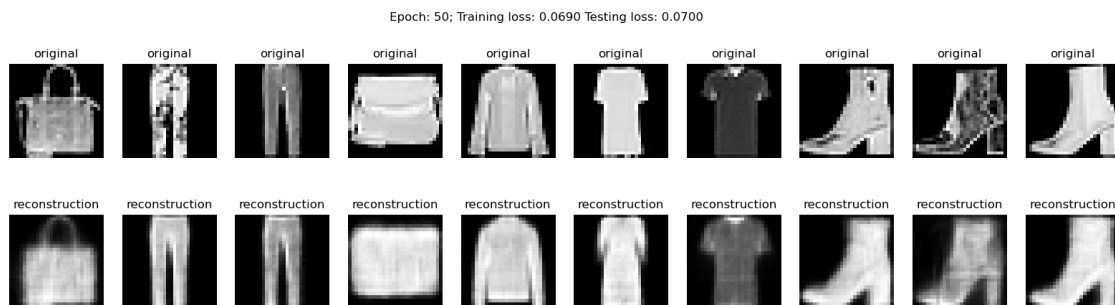 Epoch: 50; Training loss: 0.0690 Testing loss: 0.0700
original original original original original original original original original original
reconstruction reconstruction reconstruction reconstruction reconstruction reconstruction reconstruction reconstruction reconstruction reconstruction